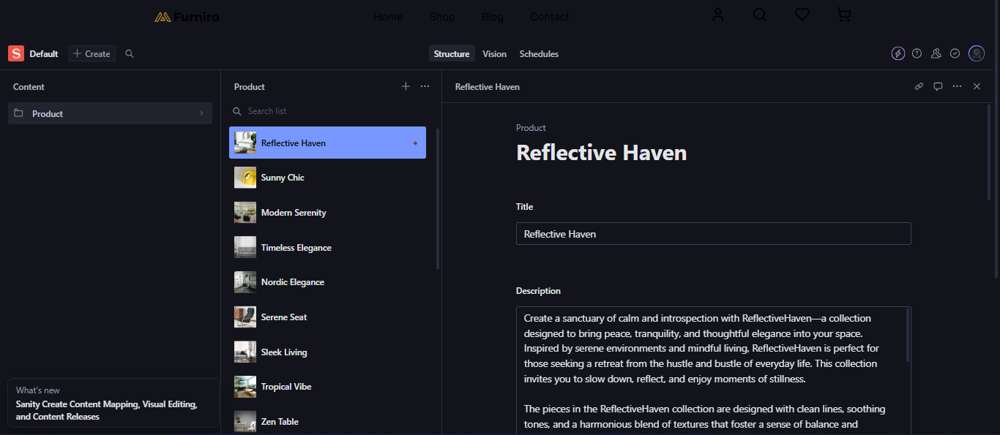 Furniro
Home Shop Blog Contact
S Default + Create
Structure Vision Schedules
Content
Product
Product
Search list
Reflective Haven
Sunny Chic
Modern Serenity
Timeless Elegance
Nordic Elegance
Serene Seat
Sleek Living
Tropical Vibe
Zen Table
What's new
Sanity Create Content Mapping, Visual Editing,
and Content Releases
Reflective Haven
Product
Reflective Haven
Title
Reflective Haven
Description
Create a sanctuary of calm and introspection with ReflectiveHaven—a collection
designed to bring peace, tranquility, and thoughtful elegance into your space.
Inspired by serene environments and mindful living, ReflectiveHaven is perfect for
those seeking a retreat from the hustle and bustle of everyday life. This collection
invites you to slow down, reflect, and enjoy moments of stillness.
The pieces in the ReflectiveHaven collection are designed with clean lines, soothing
tones, and a harmonious blend of textures that foster a sense of balance and